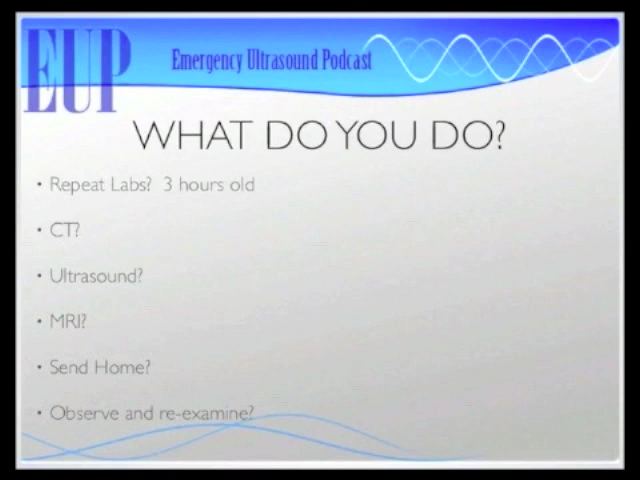 EUP
Emergency Ultrasound Podcast
WHAT DO YOU DO?
• Repeat Labs? 3 hours old
• CT?
• Ultrasound?
• MRI?
• Send Home?
• Observe and re-examine?